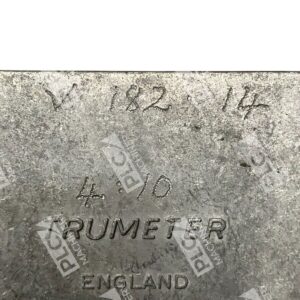 V 182 14
4.10
TRUMETER
ENGLAND